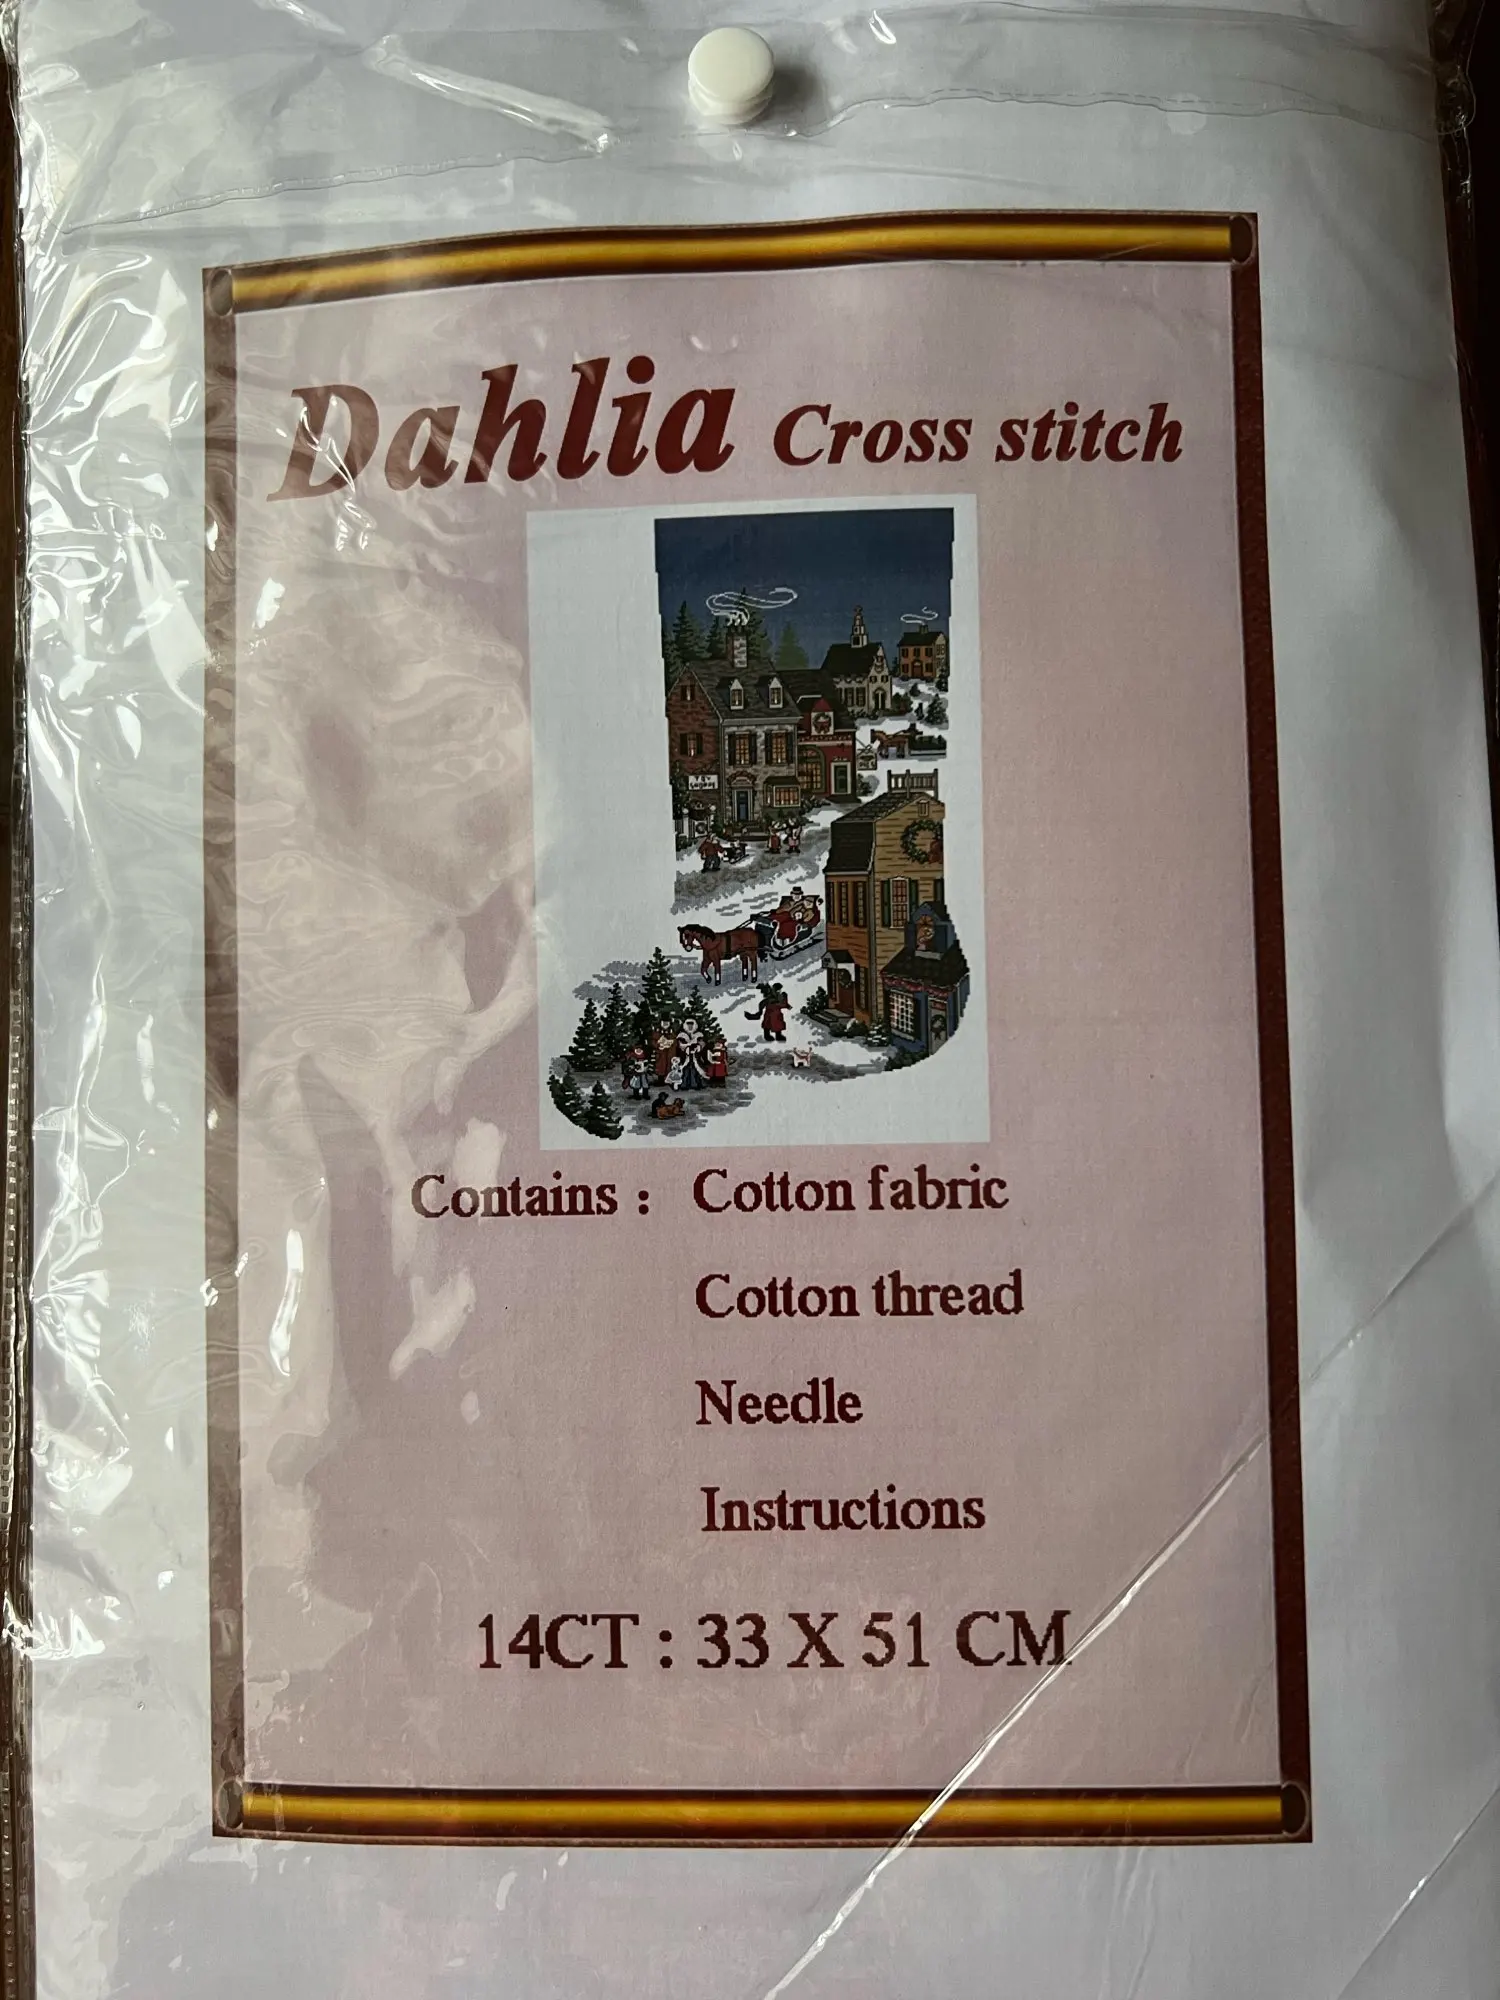 Dahlia Cross stitch
Contains : Cotton fabric
Cotton thread
Needle
Instructions
14CT : 33 X 51 CM